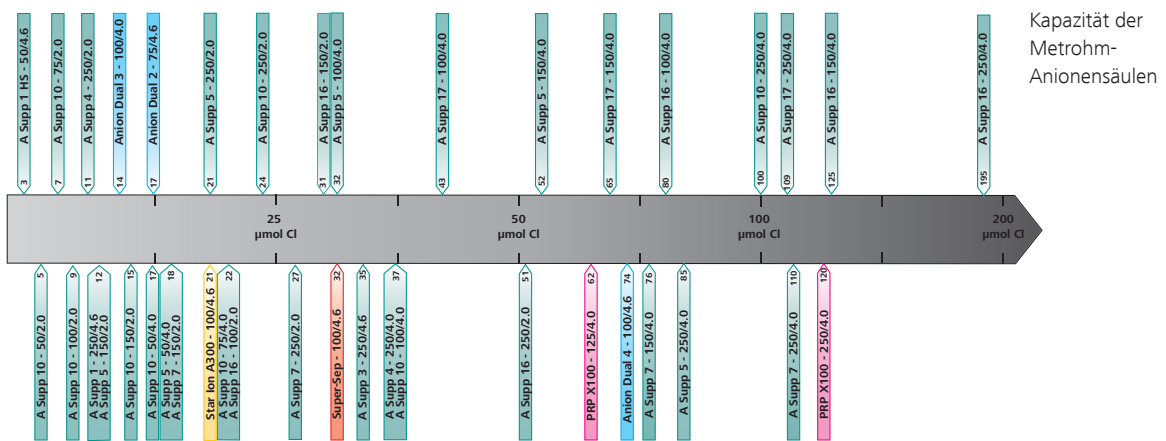 A Supp 1 HS - 50/4.6
3
A Supp 10 - 75/2.0
7
A Supp 4 - 250/2.0
11
Anion Dual 3 - 100/4.0
14
Anion Dual 2 - 75/4.6
17
A Supp 5 - 250/2.0
21
A Supp 10 - 250/2.0
24
A Supp 16 - 150/2.0
31
A Supp 5 - 100/4.0
32
A Supp 17 - 100/4.0
43
A Supp 5 - 150/4.0
52
A Supp 17 - 150/4.0
65
A Supp 16 - 100/4.0
80
A Supp 10 - 250/4.0
100
A Supp 17 - 250/4.0
109
A Supp 16 - 150/4.0
125
A Supp 16 - 250/4.0
195
Kapazität der
Metrohm-
Anionensäulen
25
µmol Cl
50
µmol Cl
100
µmol Cl
200
µmol Cl
A Supp 10 - 50/2.0
5
A Supp 10 - 100/2.0
9
A Supp 1 - 250/4.6
A Supp 5 - 150/2.0
12
A Supp 10 - 150/2.0
15
A Supp 10 - 50/4.0
17
A Supp 5 - 50/4.0
A Supp 7 - 150/2.0
18
Star Ion A300 - 100/4.6
21
A Supp 10 - 75/4.0
A Supp 16 - 100/2.0
22
A Supp 7 - 250/2.0
27
Super-Sep - 100/4.6
32
A Supp 3 - 250/4.6
35
A Supp 4 - 250/4.0
A Supp 10 - 100/4.0
37
A Supp 16 - 250/2.0
51
PRP X100 - 125/4.0
62
Anion Dual 4 - 100/4.6
74
A Supp 7 - 150/4.0
76
A Supp 5 - 250/4.0
85
A Supp 7 - 250/4.0
110
PRP X100 - 250/4.0
120